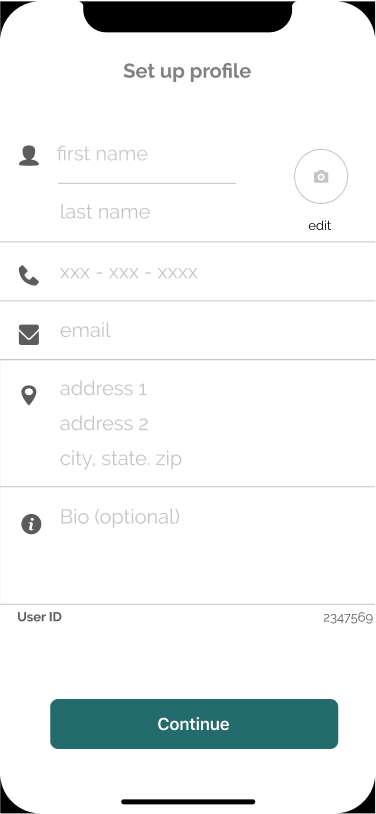 Set up profile
first name
last name
edit
xxx - xxx - xxxx
email
address 1
address 2
city, state. zip
Bio (optional)
User ID 2347569
Continue